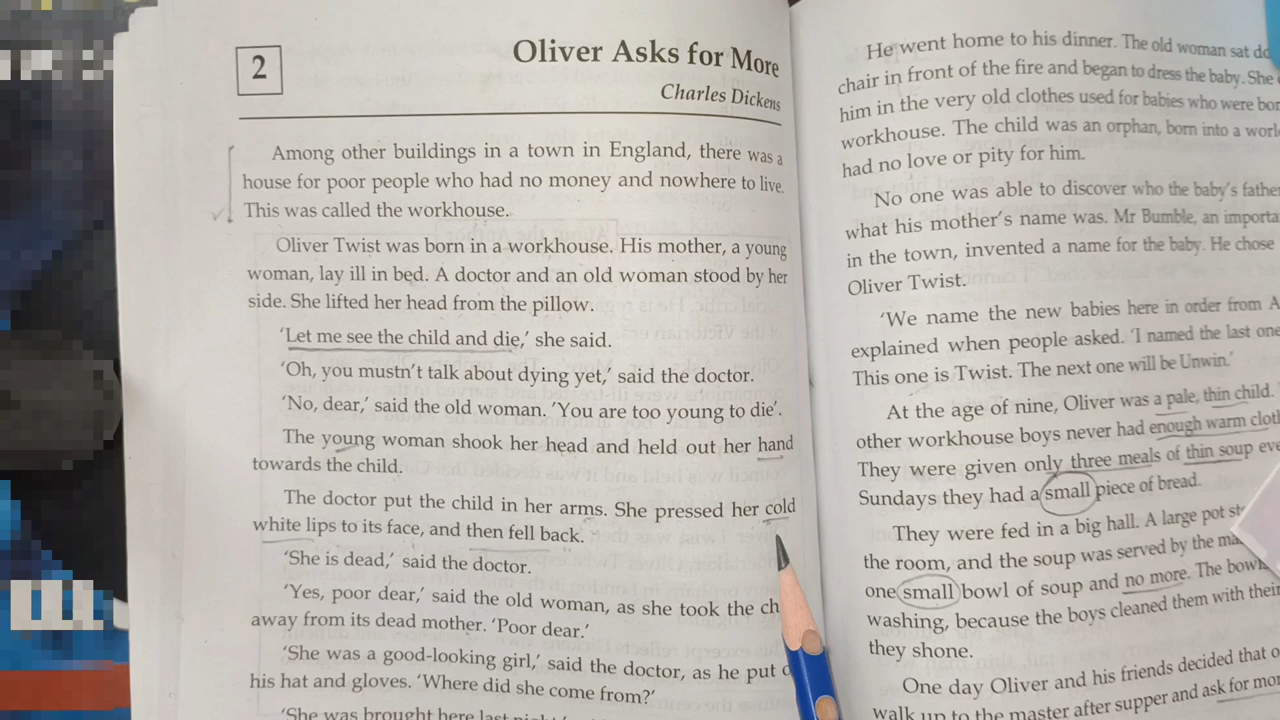 2
Oliver Asks for More
Charles Dickens
Among other buildings in a town in England, there was a
house for poor people who had no money and nowhere to live.
This was called the workhouse.
Oliver Twist was born in a workhouse. His mother, a young
woman, lay ill in bed. A doctor and an old woman stood by her
side. She lifted her head from the pillow.
‘Let me see the child and die,’ she said.
‘Oh, you mustn’t talk about dying yet,’ said the doctor.
‘No, dear,’ said the old woman. ‘You are too young to die’.
The young woman shook her head and held out her hand
towards the child.
The doctor put the child in her arms. She pressed her cold
white lips to its face, and then fell back.
‘She is dead,’ said the doctor.
‘Yes, poor dear,’ said the old woman, as she took the
away from its dead mother. ‘Poor dear.’
‘She was a good-looking girl,’ said the doctor, as he put
his hat and gloves. ‘Where did she come from?’
‘She was brought here last
He went home to his dinner. The old woman sat
chair in front of the fire and began to dress the baby. She
him in the very old clothes used for babies who were
workhouse. The child was an orphan, born into a
had no love or pity for him.
No one was able to discover who the baby’s
what his mother’s name was. Mr Bumble, an
in the town, invented a name for the baby. He chose
Oliver Twist.
‘We name the new babies here in order from A
explained when people asked. ‘I named the last
This one is Twist. The next one will be Unwin.’
At the age of nine, Oliver was a pale, thin child.
other workhouse boys never had enough warm
They were given only three meals of thin soup
Sundays they had a small piece of bread.
They were fed in a big hall. A large pot
the room, and the soup was served by the
one small bowl of soup and no more. The
washing, because the boys cleaned them with
they shone.
One day Oliver and his friends decided that
walk up to the master after supper and ask for